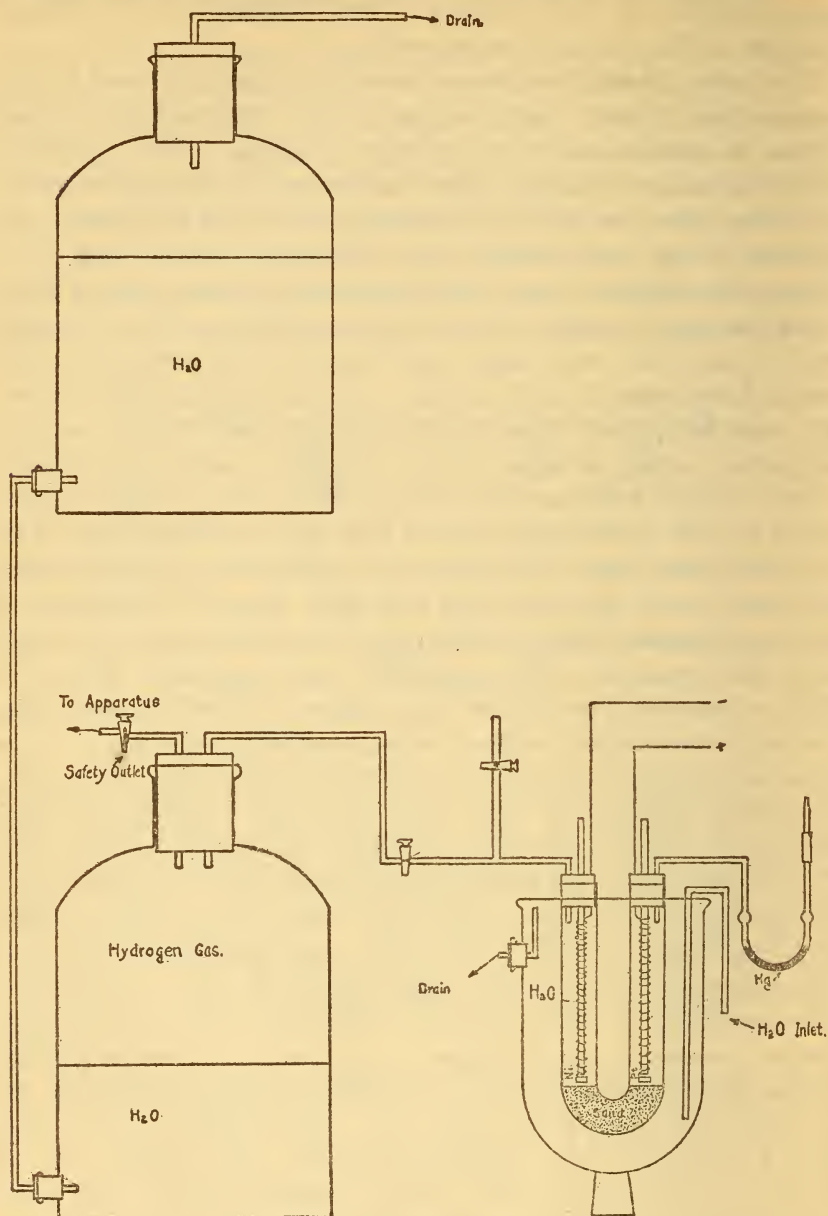 Drain.
H₂O
To Apparatus
Safety Outlet
Hydrogen Gas.
H₂O
Drain
H₂O
Sand
Hg
H₂O Inlet.
-
+